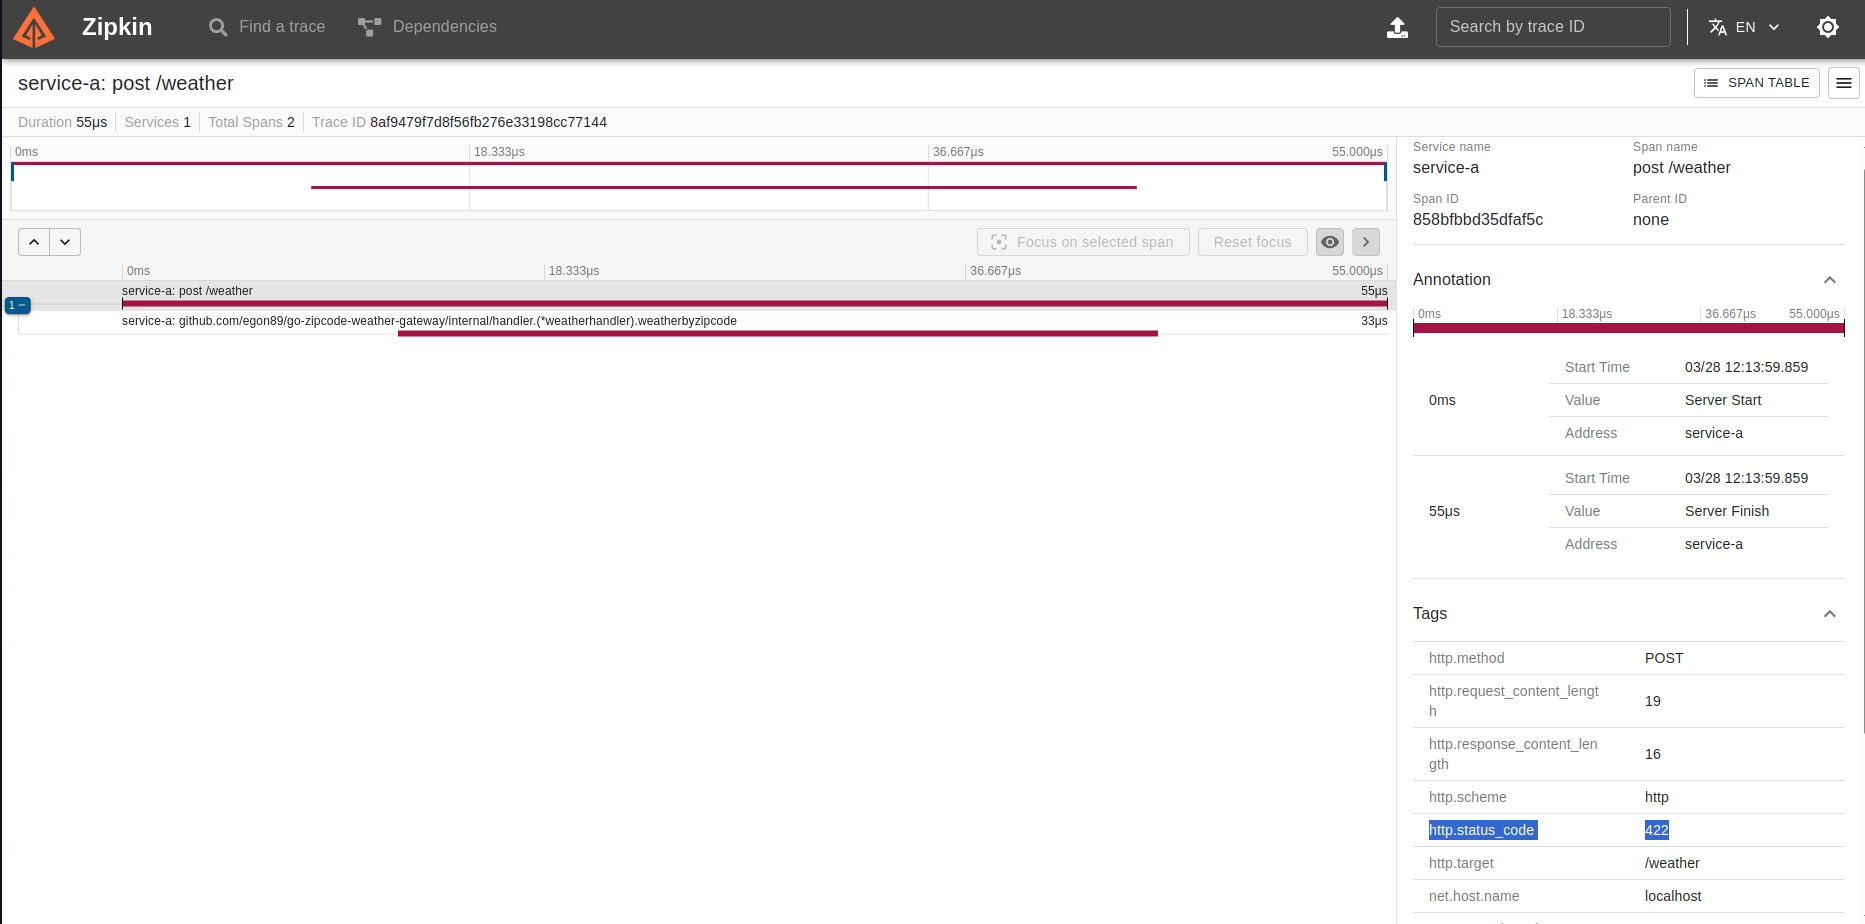 Zipkin
Find a trace
Dependencies
Search by trace ID
EN
service-a: post /weather
SPAN TABLE
Duration 55μs Services 1 Total Spans 2 Trace ID 8af9479f7d8f56fb276e33198cc77144
0ms 18.333μs 36.667μs 55.000μs
Focus on selected span
Reset focus
0ms 18.333μs 36.667μs 55.000μs
service-a: post /weather 55μs
1 −
service-a: github.com/egon89/go-zipcode-weather-gateway/internal/handler.(*weatherhandler).weatherbyzipcode 33μs
Service name Span name
service-a post /weather
Span ID Parent ID
858bfbbd35dfaf5c none
Annotation
0ms 18.333μs 36.667μs 55.000μs
Start Time 03/28 12:13:59.859
0ms Value Server Start
Address service-a
Start Time 03/28 12:13:59.859
55μs Value Server Finish
Address service-a
Tags
http.method POST
http.request_content_lengt
h 19
http.response_content_len
gth 16
http.scheme http
http.status_code 422
http.target /weather
net.host.name localhost